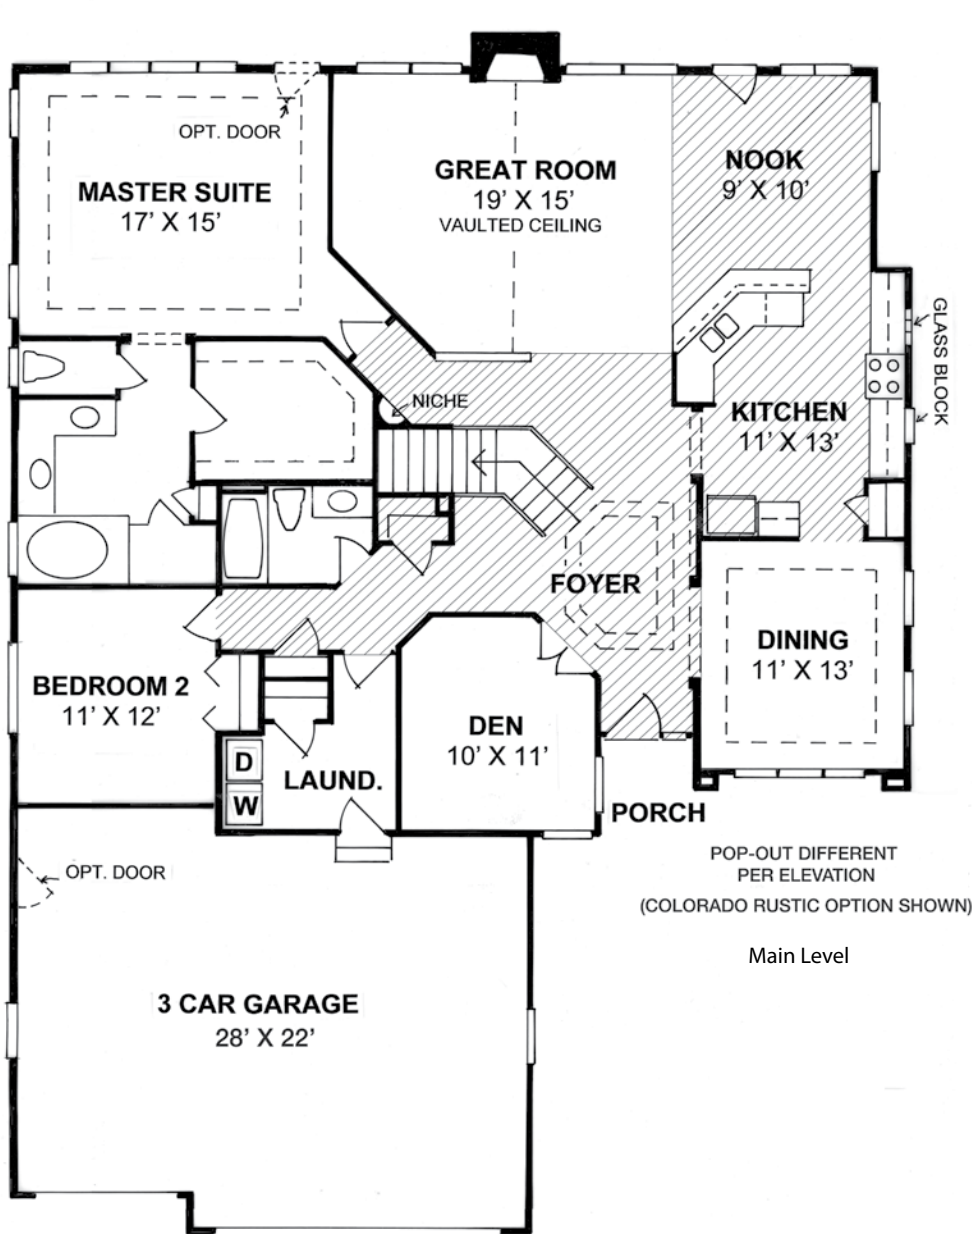 OPT. DOOR
MASTER SUITE
17’ X 15’
GREAT ROOM
19’ X 15’
VAULTED CEILING
NOOK
9’ X 10’
GLASS BLOCK
NICHE
KITCHEN
11’ X 13’
FOYER
DINING
11’ X 13’
BEDROOM 2
11’ X 12’
DEN
10’ X 11’
D
W
LAUND.
PORCH
POP-OUT DIFFERENT
PER ELEVATION
(COLORADO RUSTIC OPTION SHOWN)
OPT. DOOR
Main Level
3 CAR GARAGE
28’ X 22’